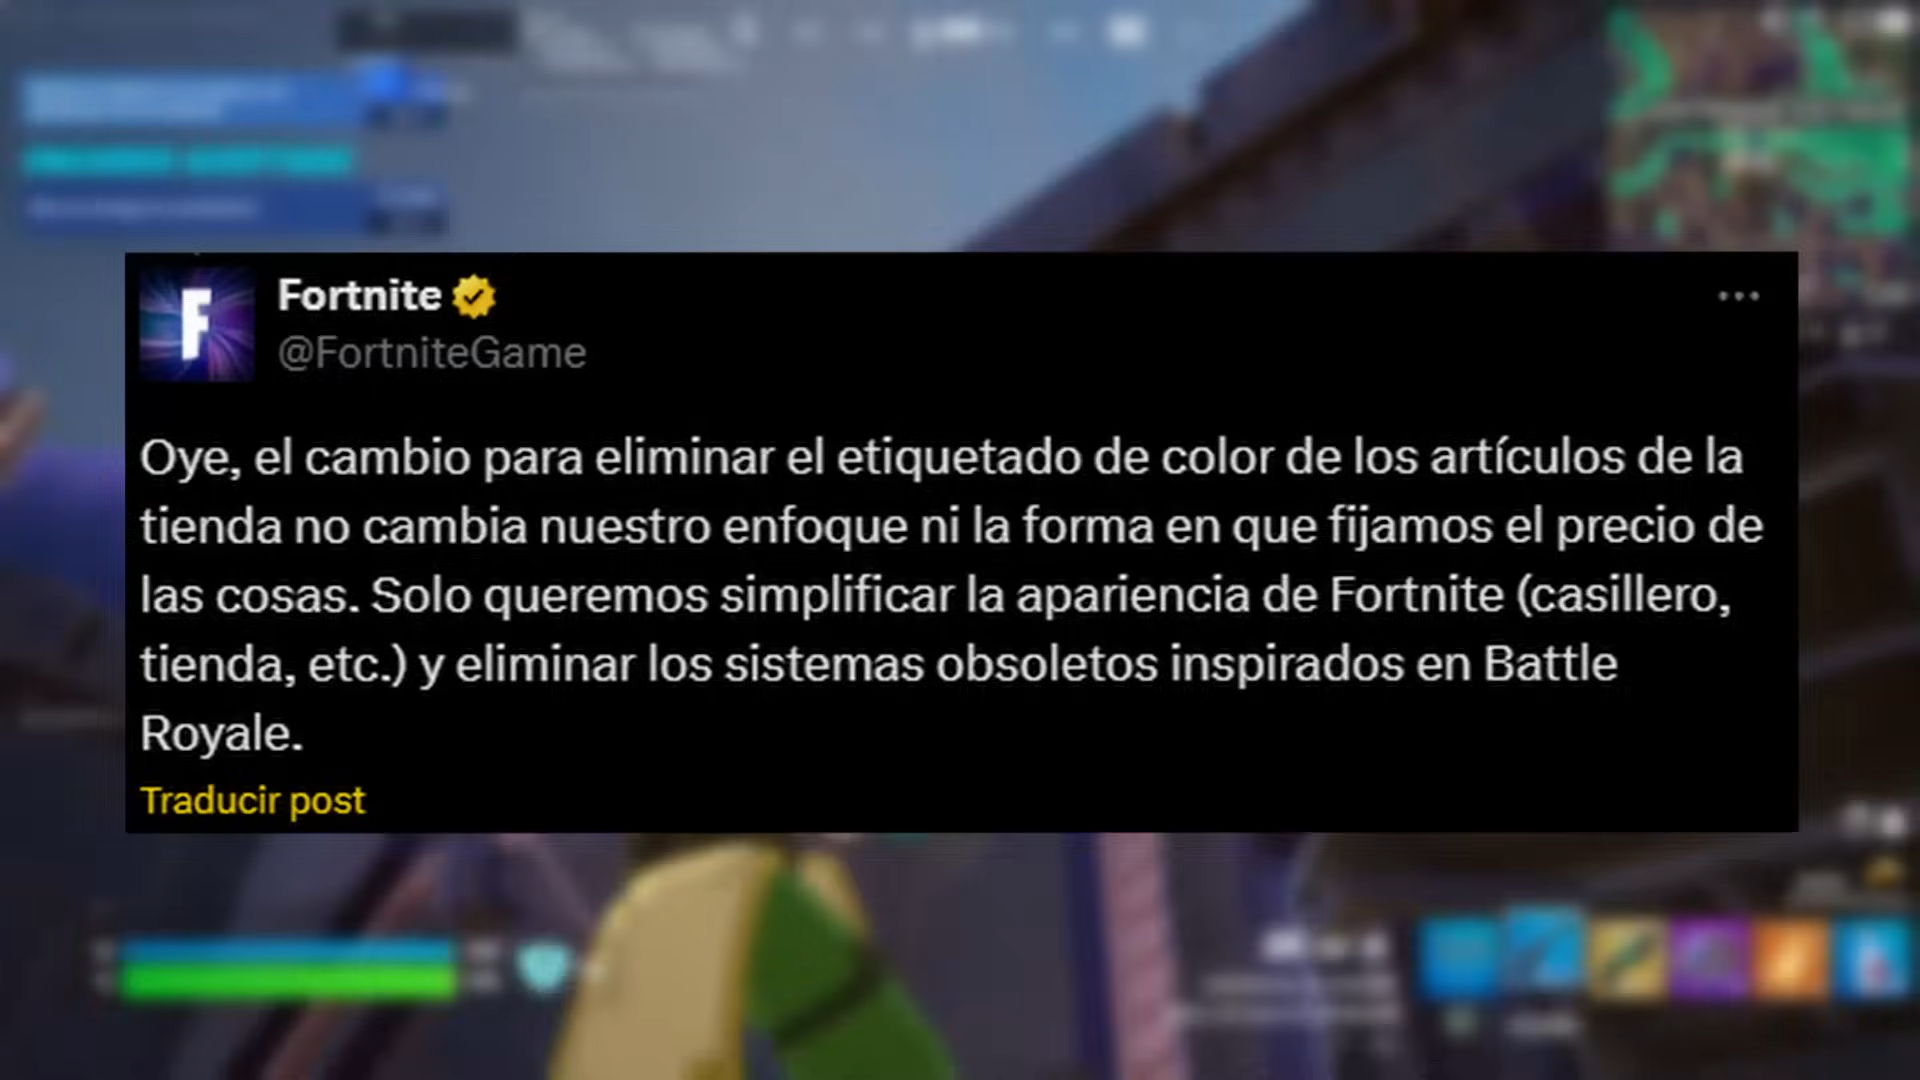 Fortnite
@FortniteGame
Oye, el cambio para eliminar el etiquetado de color de los artículos de la
tienda no cambia nuestro enfoque ni la forma en que fijamos el precio de
las cosas. Solo queremos simplificar la apariencia de Fortnite (casillero,
tienda, etc.) y eliminar los sistemas obsoletos inspirados en Battle
Royale.
Traducir post